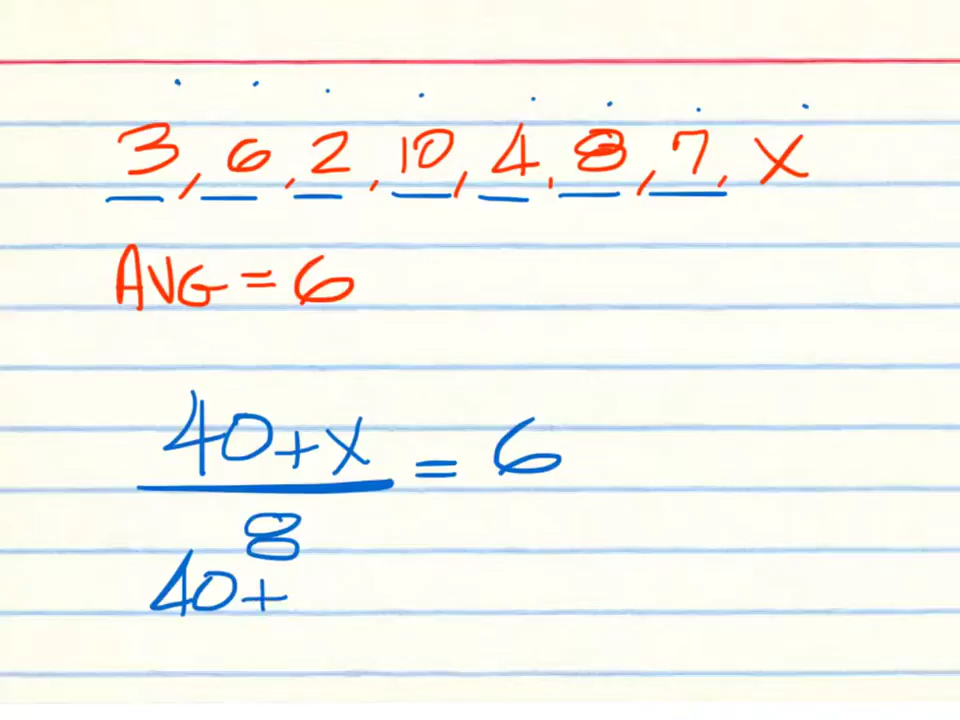 3, 6, 2, 10, 4, 8, 7, X
AVG = 6
40+X
= 6
8
40+